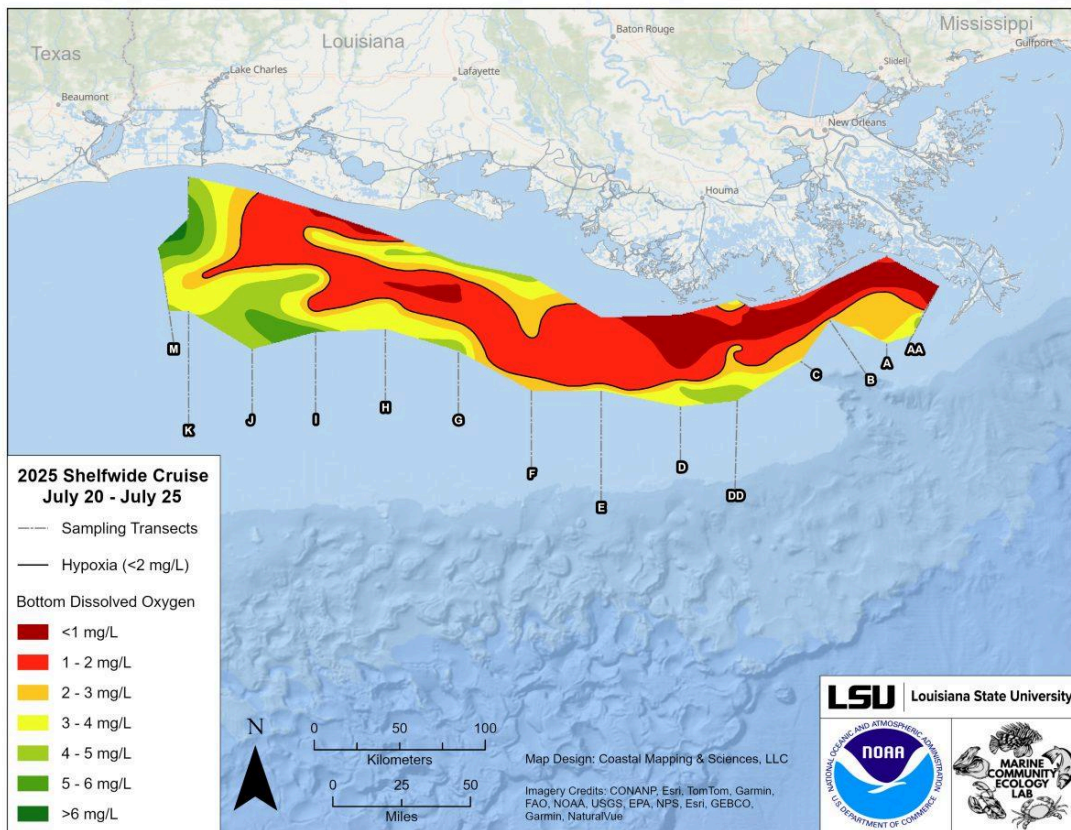 Mississippi
Texas
Louisiana
Baton Rouge
Gulfport
Slidell
Lake Charles
Lafayette
Beaumont
New Orleans
Houma
M
K
J
I
H
G
F
E
D
DD
C
B
A
AA
2025 Shelfwide Cruise
July 20 - July 25
Sampling Transects
Hypoxia (<2 mg/L)
Bottom Dissolved Oxygen
<1 mg/L
1 - 2 mg/L
2 - 3 mg/L
3 - 4 mg/L
4 - 5 mg/L
5 - 6 mg/L
>6 mg/L
N
0 50 100
Kilometers
0 25 50
Miles
Map Design: Coastal Mapping & Sciences, LLC
Imagery Credits: CONANP, Esri, TomTom, Garmin,
FAO, NOAA, USGS, EPA, NPS, Esri, GEBCO,
Garmin, NaturalVue
LSU Louisiana State University
NATIONAL OCEANIC AND ATMOSPHERIC ADMINISTRATION
NOAA
U.S. DEPARTMENT OF COMMERCE
MARINE
COMMUNITY
ECOLOGY
LAB